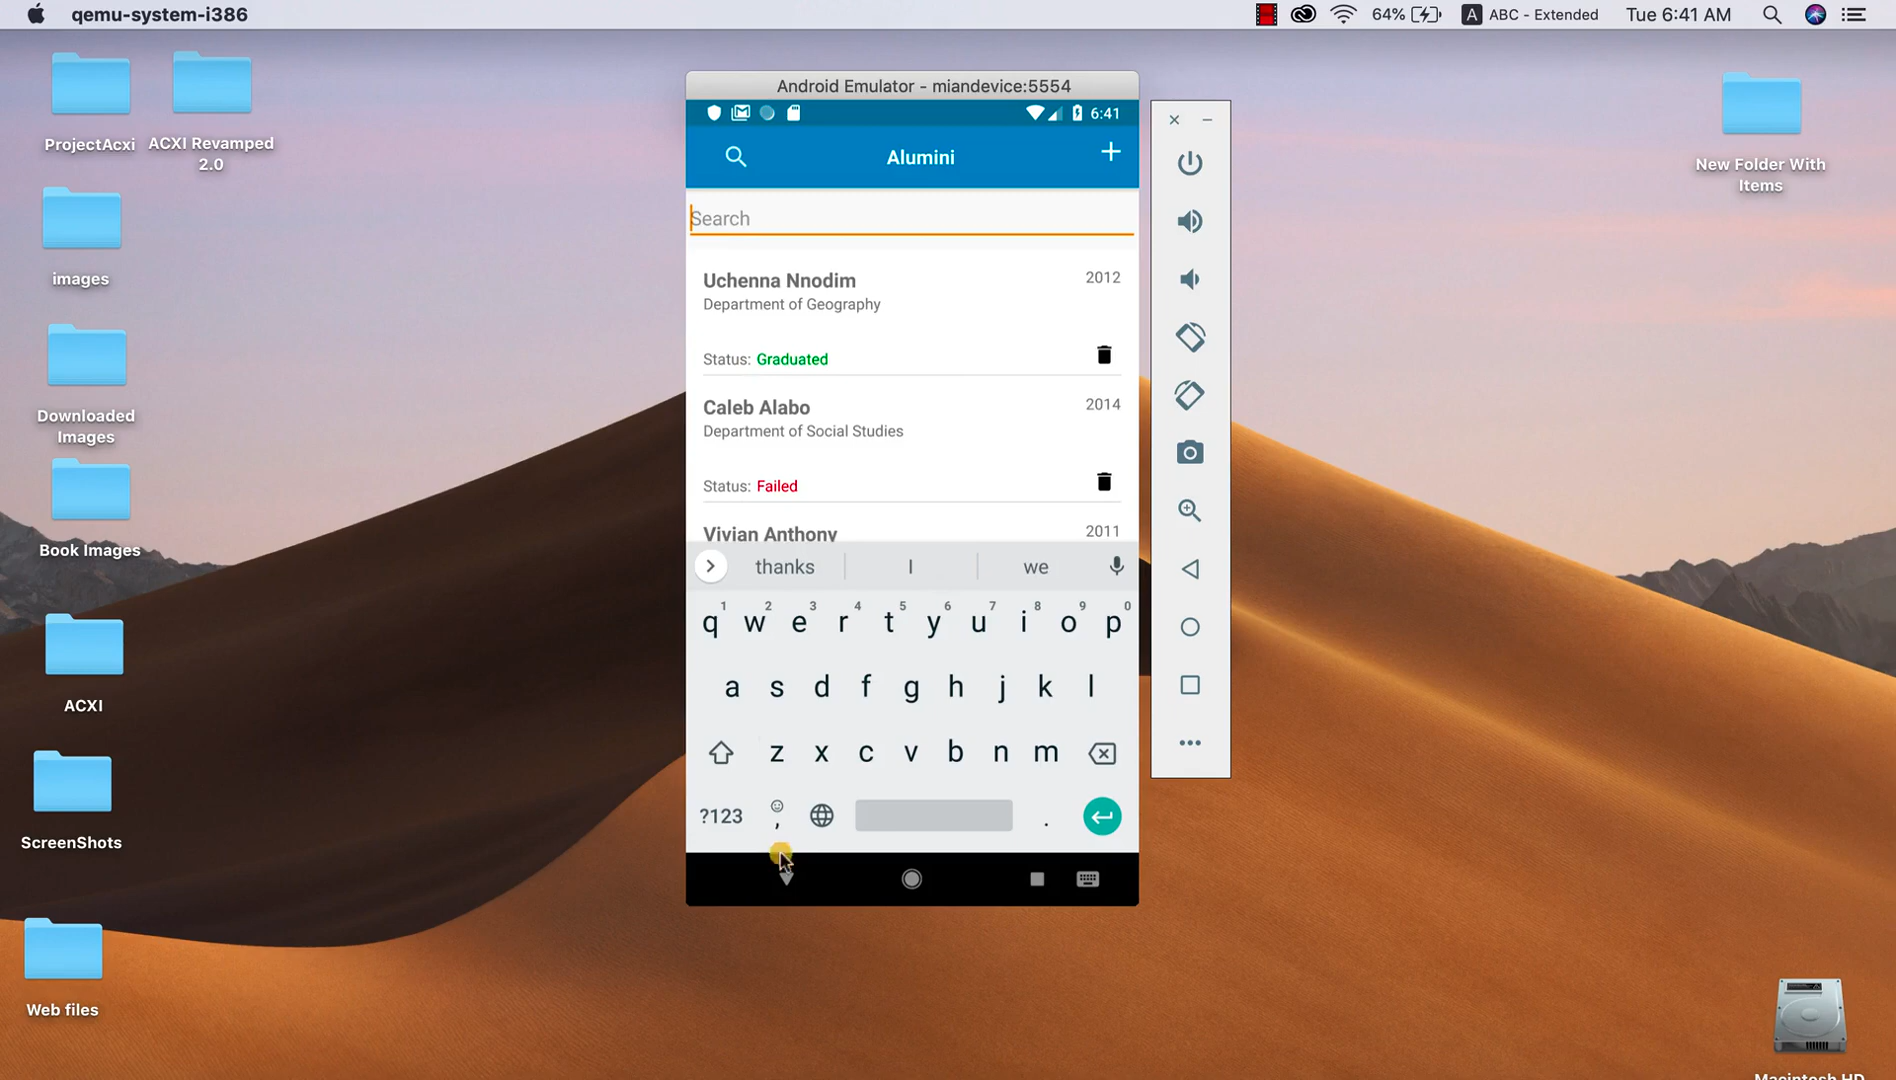 qemu-system-i386
64%
A ABC - Extended
Tue 6:41 AM
ProjectAcxi
ACXI Revamped
2.0
images
Downloaded
Images
Book Images
ACXI
ScreenShots
Web files
New Folder With
Items
Macintosh HD
Android Emulator - miandevice:5554
6:41
Alumini
Search
Uchenna Nnodim
2012
Department of Geography
Status: Graduated
Caleb Alabo
2014
Department of Social Studies
Status: Failed
Vivian Anthony
2011
thanks I we
1 2 3 4 5 6 7 8 9 0
q w e r t y u i o p
a s d f g h j k l
z x c v b n m
?123 , .